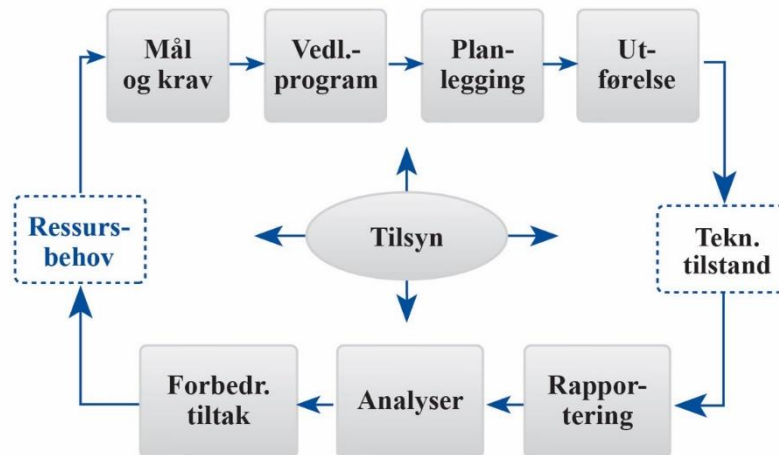 Mål
og krav
Vedl.-
program
Plan-
legging
Ut-
førelse
Ressurs-
behov
Tilsyn
Tekn.
tilstand
Forbedr.
tiltak
Analyser
Rappor-
tering